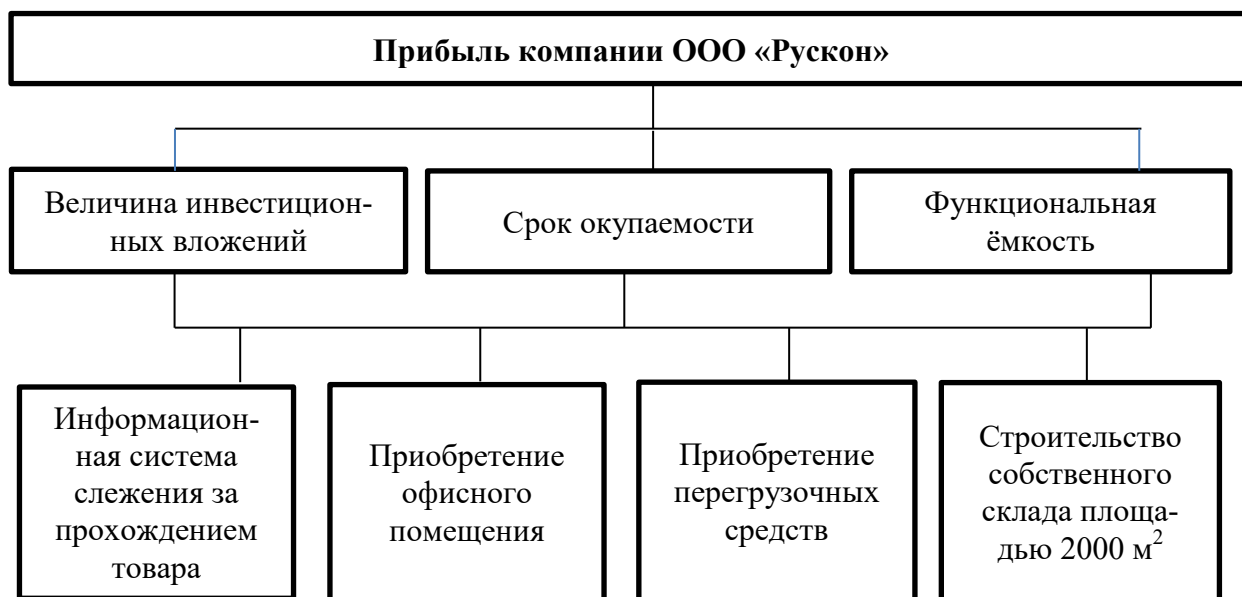 Прибыль компании ООО «Рускон»
Величина инвестицион-
ных вложений
Срок окупаемости
Функциональная
ёмкость
Информацион-
ная система
слежения за
прохождением
товара
Приобретение
офисного
помещения
Приобретение
перегрузочных
средств
Строительство
собственного
склада площа-
дью 2000 м²